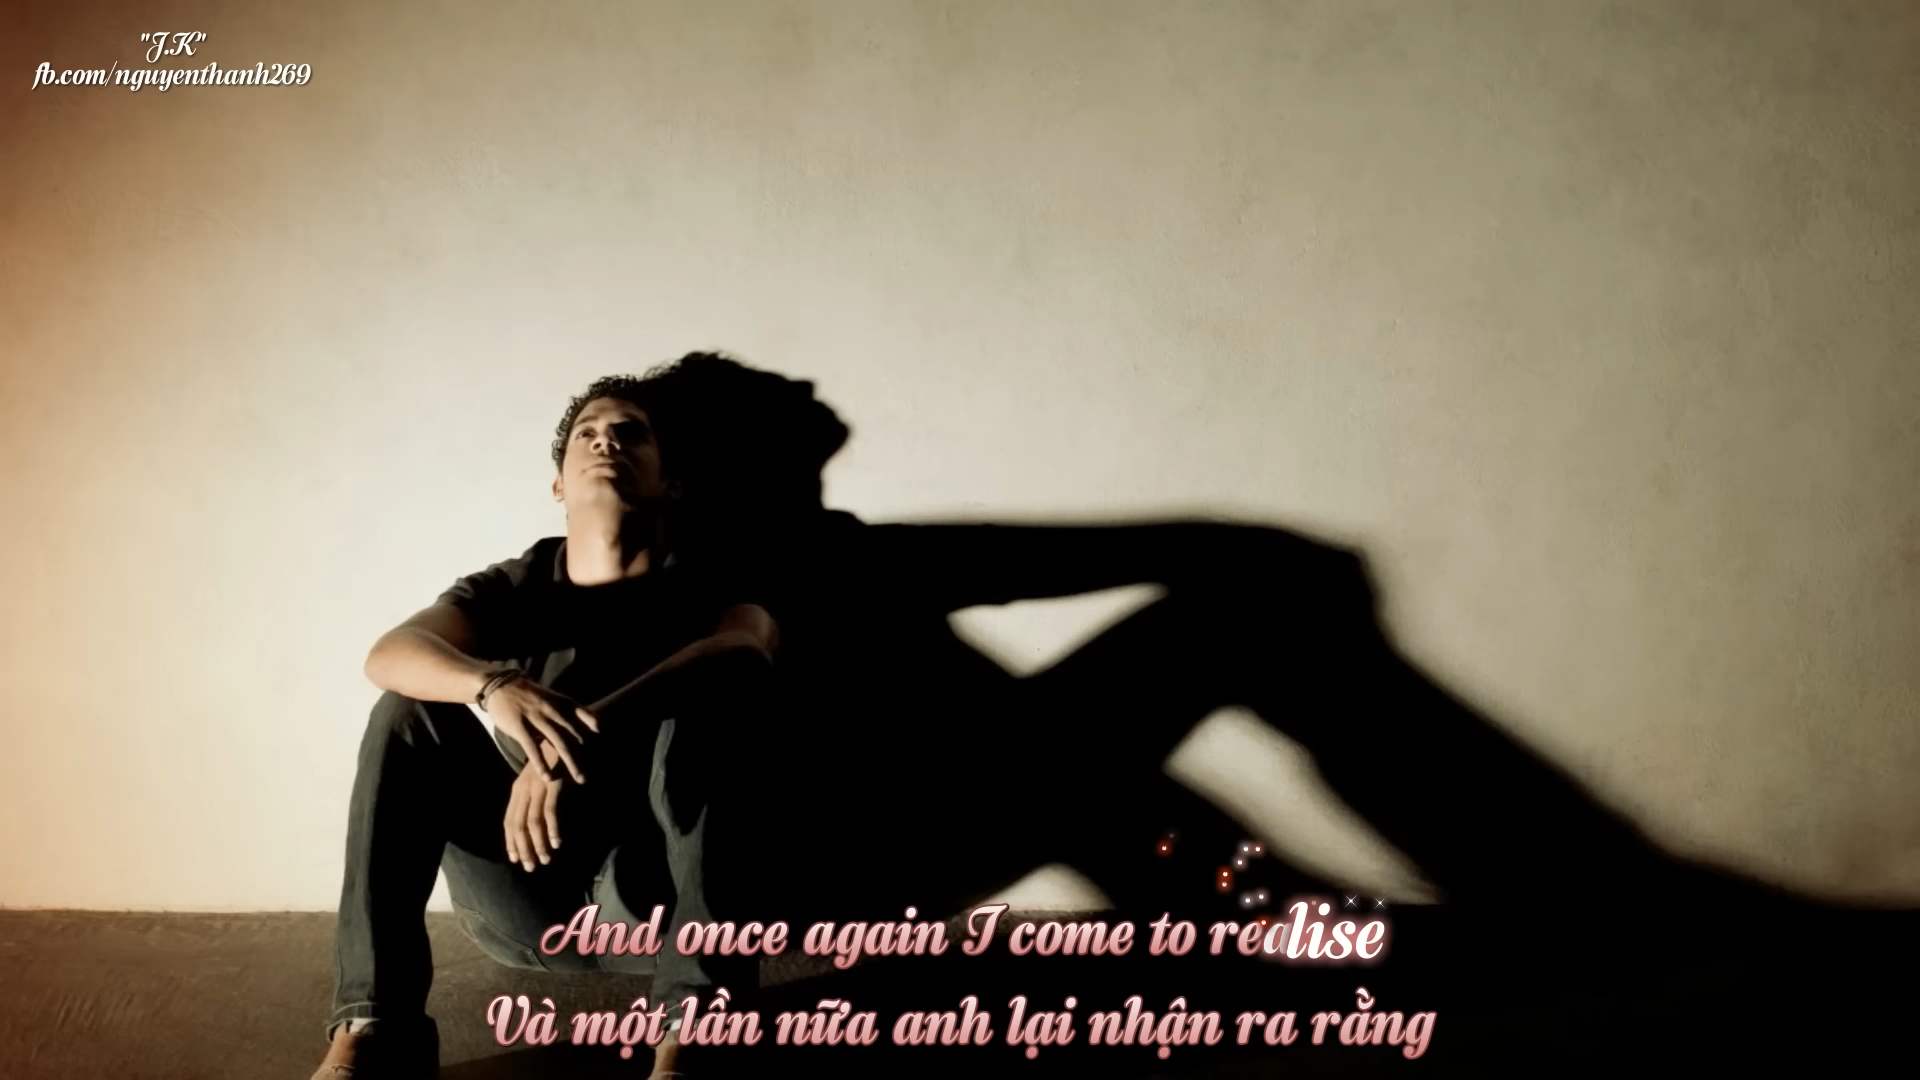 "J.K"
fb.com/nguyenthanh269
And once again I come to realise
Và một lần nữa anh lại nhận ra rằng